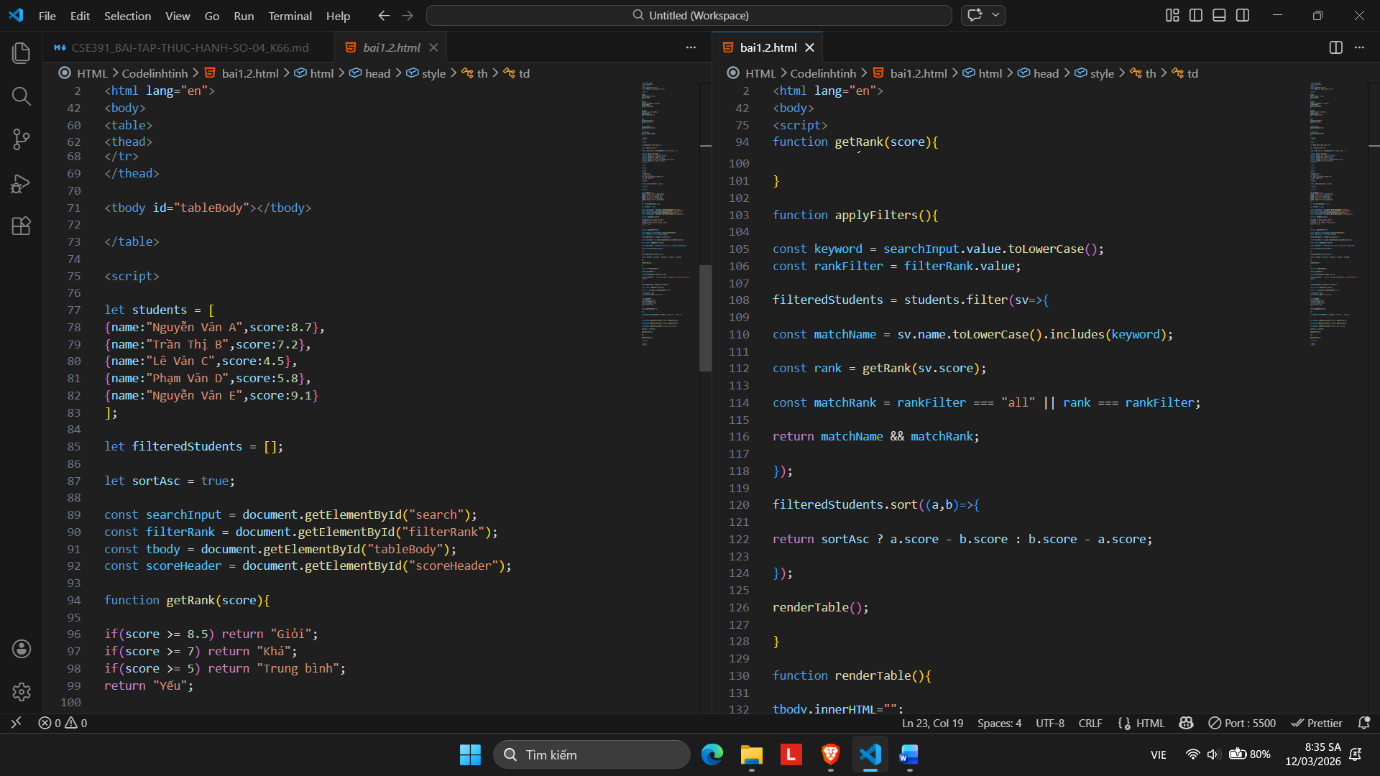 File Edit Selection View Go Run Terminal Help
Untitled (Workspace)
CSE391_BAI-TAP-THUC-HANH-SO-04_K66.md
bai1.2.html
HTML > Codelinhtinh > bai1.2.html > html > head > style > th > td
2 <html lang="en">
42 <body>
60 <table>
62 <thead>
68 </tr>
69 </thead>
70
71 <tbody id="tableBody"></tbody>
72
73 </table>
74
75 <script>
76
77 let students = [
78 {name:"Nguyễn Văn A",score:8.7},
79 {name:"Trần Thị B",score:7.2},
80 {name:"Lê Văn C",score:4.5},
81 {name:"Phạm Văn D",score:5.8},
82 {name:"Nguyễn Văn E",score:9.1}
83 ];
84
85 let filteredStudents = [];
86
87 let sortAsc = true;
88
89 const searchInput = document.getElementById("search");
90 const filterRank = document.getElementById("filterRank");
91 const tbody = document.getElementById("tableBody");
92 const scoreHeader = document.getElementById("scoreHeader");
93
94 function getRank(score){
95
96 if(score >= 8.5) return "Giỏi";
97 if(score >= 7) return "Khá";
98 if(score >= 5) return "Trung bình";
99 return "Yếu";
100
bai1.2.html
HTML > Codelinhtinh > bai1.2.html > html > head > style > th > td
2 <html lang="en">
42 <body>
75 <script>
94 function getRank(score){
100
101 }
102
103 function applyFilters(){
104
105 const keyword = searchInput.value.toLowerCase();
106 const rankFilter = filterRank.value;
107
108 filteredStudents = students.filter(sv=>{
109
110 const matchName = sv.name.toLowerCase().includes(keyword);
111
112 const rank = getRank(sv.score);
113
114 const matchRank = rankFilter === "all" || rank === rankFilter;
115
116 return matchName && matchRank;
117
118 });
119
120 filteredStudents.sort((a,b)=>{
121
122 return sortAsc ? a.score - b.score : b.score - a.score;
123
124 });
125
126 renderTable();
127
128 }
129
130 function renderTable(){
131
132 tbody.innerHTML="";
0 0
Ln 23, Col 19 Spaces: 4 UTF-8 CRLF {} HTML Port : 5500 Prettier
Tìm kiếm
L
W
VIE
80%
8:35 SA
12/03/2026